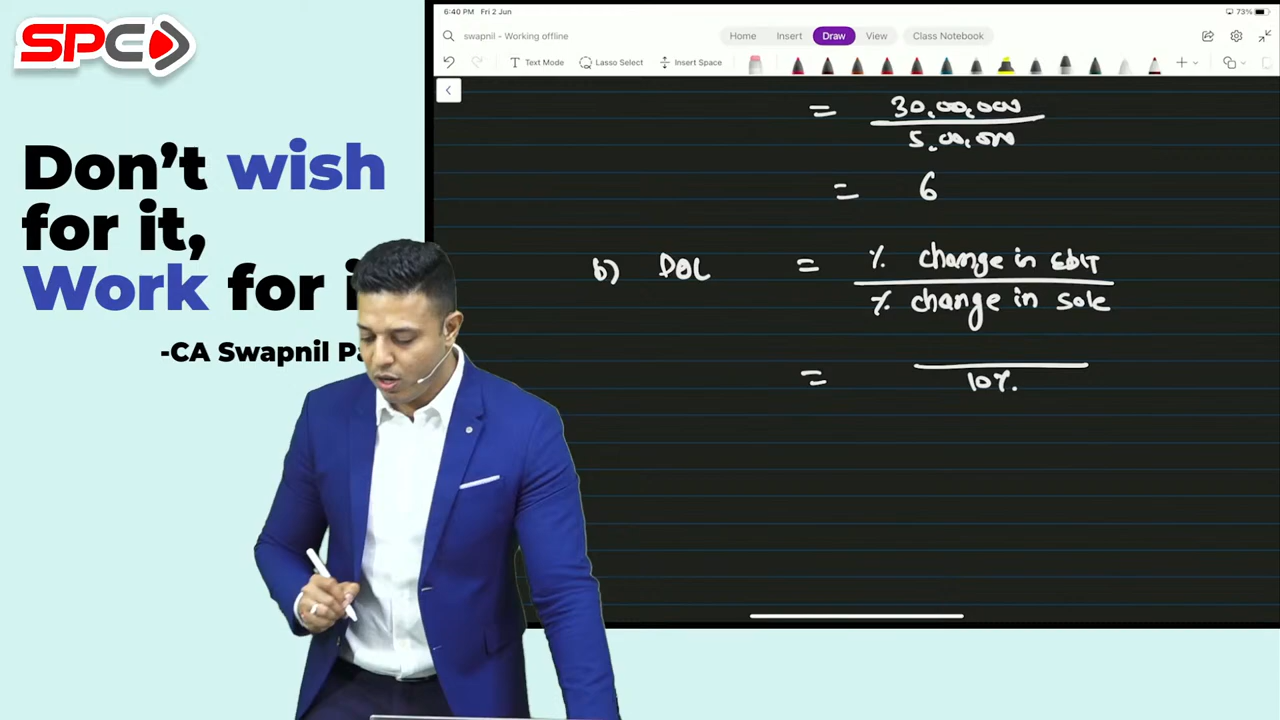 SPC
Don't wish
for it,
Work for i
-CA Swapnil Pa
6:40 PM Fri 2 Jun
73%
swapnil - Working offline
Home Insert Draw View Class Notebook
Text Mode Lasso Select Insert Space
= 30,00,000
5,00,000
= 6
b) DOL = % change in EBIT
% change in sale
= 
10%.